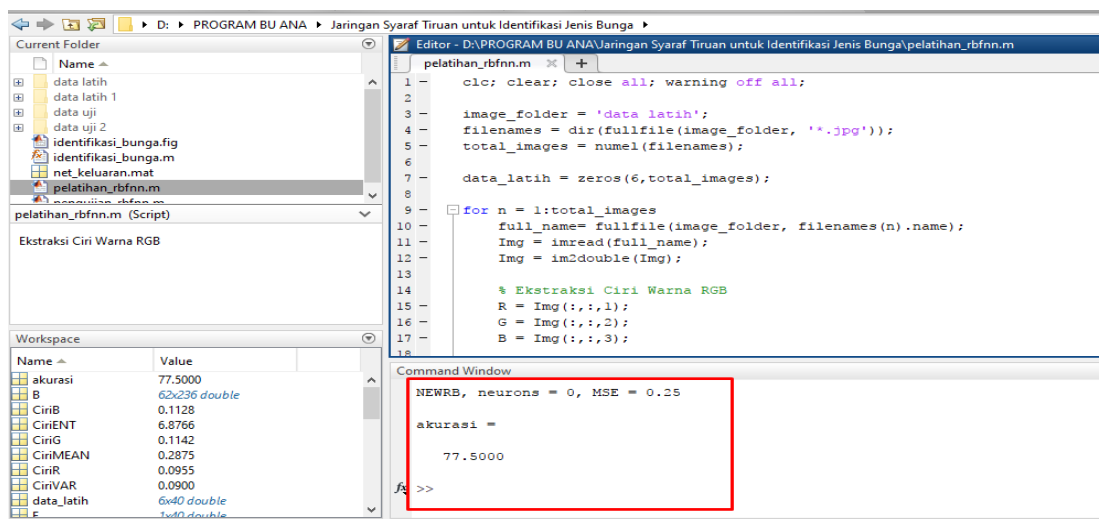 D: ▸ PROGRAM BU ANA ▸ Jaringan Syaraf Tiruan untuk Identifikasi Jenis Bunga ▸
Current Folder
Name
data latih
data latih 1
data uji
data uji 2
identifikasi_bunga.fig
identifikasi_bunga.m
net_keluaran.mat
pelatihan_rbfnn.m
pelatihan_rbfnn.m (Script)
Ekstraksi Ciri Warna RGB
Workspace
Name Value
akurasi 77.5000
B 62x236 double
CiriB 0.1128
CiriENT 6.8766
CiriG 0.1142
CiriMEAN 0.2875
CiriR 0.0955
CiriVAR 0.0900
data_latih 6x40 double
1x40 double
Editor - D:\PROGRAM BU ANA\Jaringan Syaraf Tiruan untuk Identifikasi Jenis Bunga\pelatihan_rbfnn.m
pelatihan_rbfnn.m × +
1 – clc; clear; close all; warning off all;
2
3 – image_folder = 'data latih';
4 – filenames = dir(fullfile(image_folder, '*.jpg'));
5 – total_images = numel(filenames);
6
7 – data_latih = zeros(6,total_images);
8
9 – for n = 1:total_images
10 – full_name= fullfile(image_folder, filenames(n).name);
11 – Img = imread(full_name);
12 – Img = im2double(Img);
13
14 % Ekstraksi Ciri Warna RGB
15 – R = Img(:,:,1);
16 – G = Img(:,:,2);
17 – B = Img(:,:,3);
18
Command Window
NEWRB, neurons = 0, MSE = 0.25
akurasi =
77.5000
fx >>